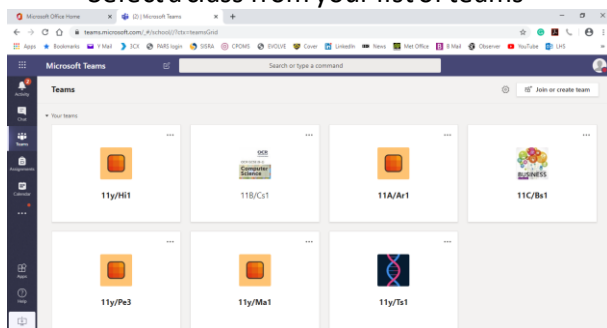 Select a class from your list of teams
Microsoft Office Home
(2) | Microsoft Teams
teams.microsoft.com/_#/school//?ctx=teamsGrid
Apps
Bookmarks
Y Mail
3CX
PARS login
SISRA
CPOMS
EVOLVE
Cover
LinkedIn
News
Met Office
B Mail
Observer
YouTube
LHS
»
Microsoft Teams
Search or type a command
Activity
Teams
Join or create team
Chat
Your teams
Teams
Assignments
Calendar
OCR
Computer
Science
BUSINESS
11y/Hi1
11B/Cs1
11A/Ar1
11C/Bs1
Apps
Help
11y/Pe3
11y/Ma1
11y/Ts1